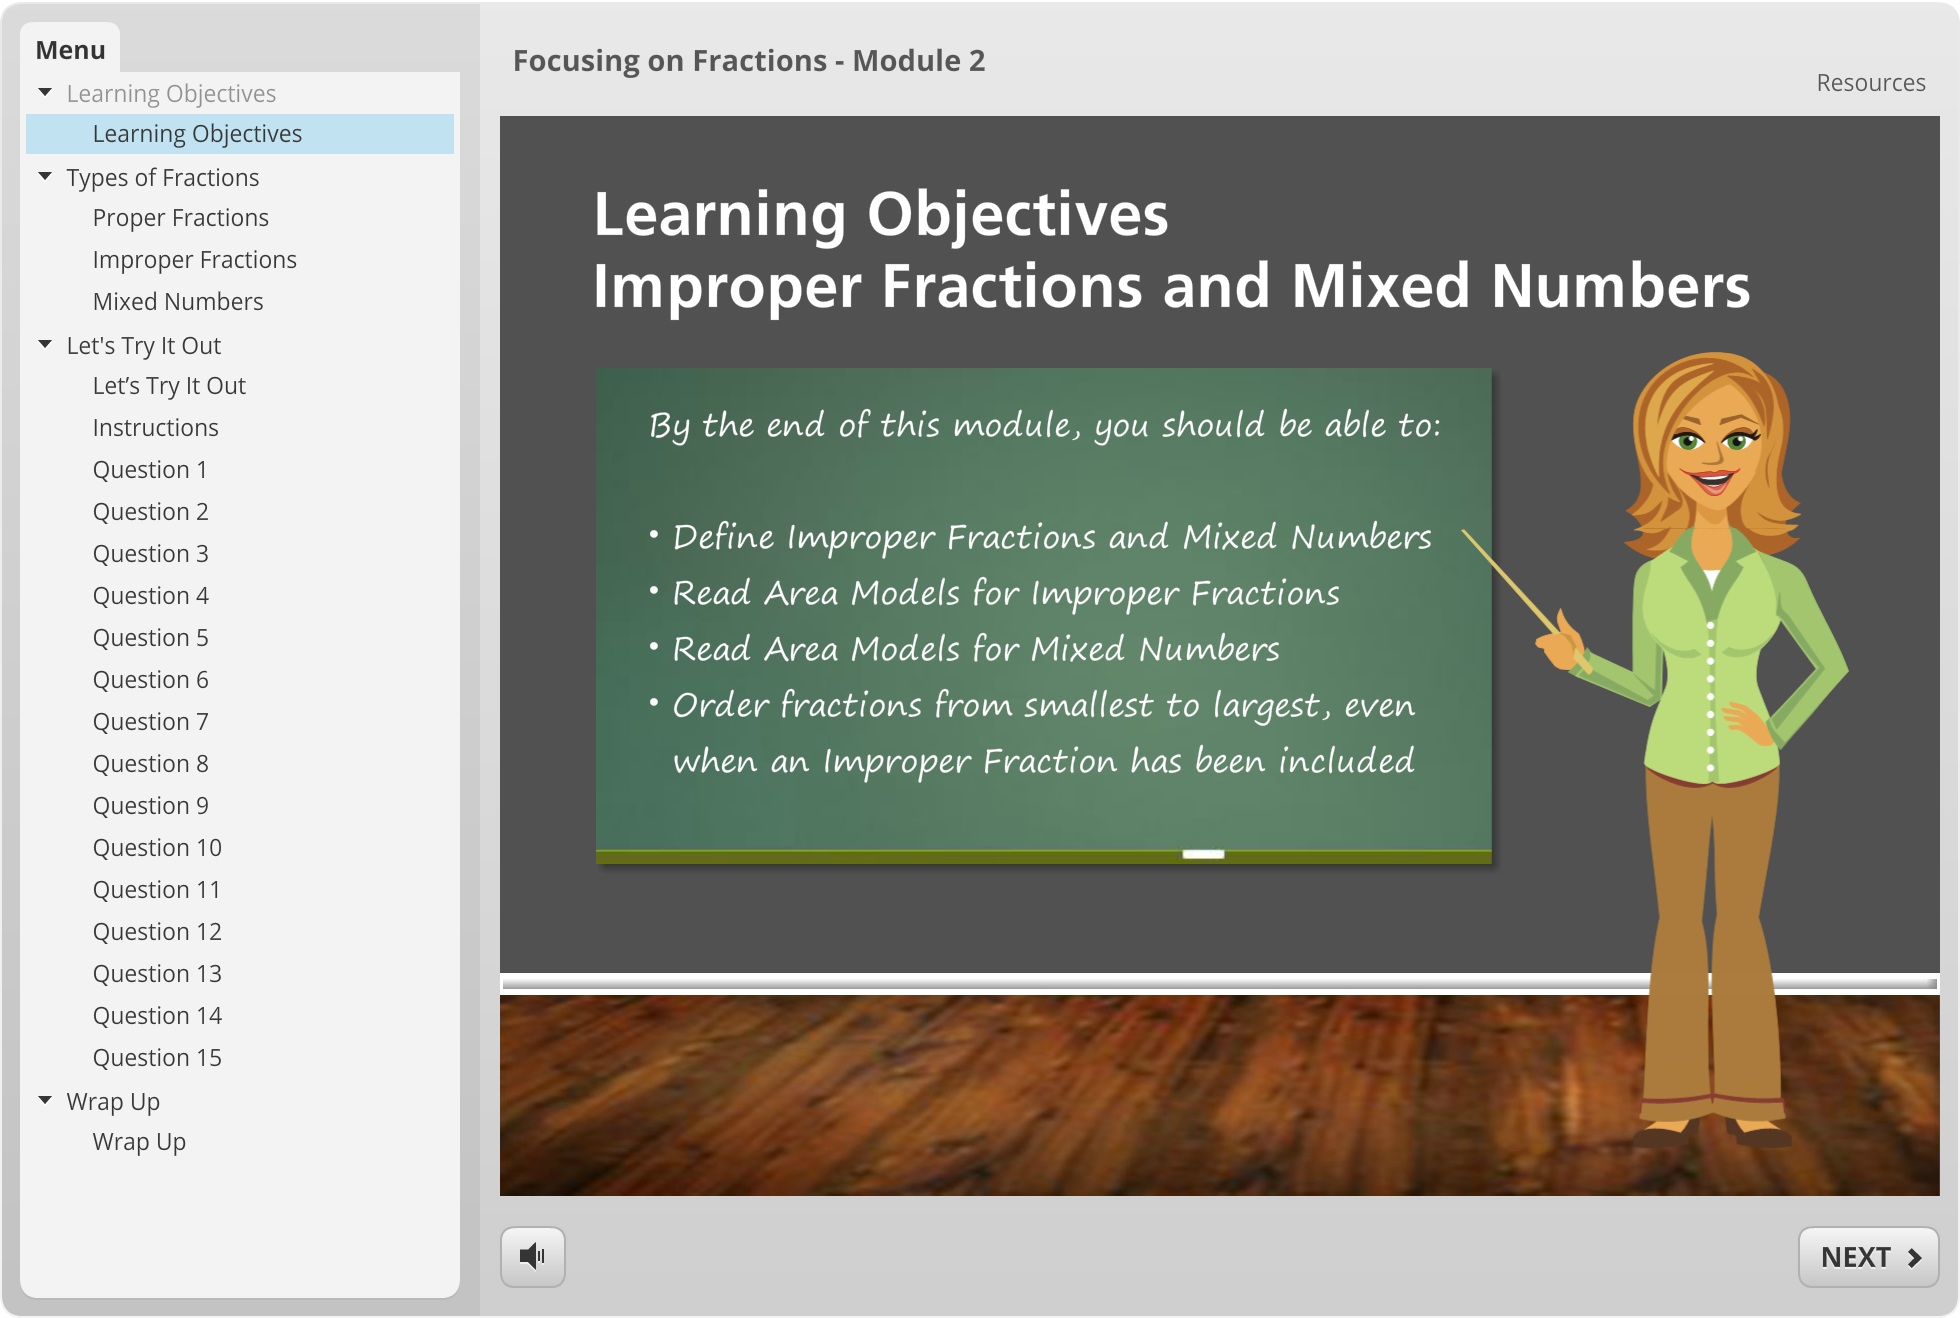 Menu
Learning Objectives
Learning Objectives
Types of Fractions
Proper Fractions
Improper Fractions
Mixed Numbers
Let's Try It Out
Let’s Try It Out
Instructions
Question 1
Question 2
Question 3
Question 4
Question 5
Question 6
Question 7
Question 8
Question 9
Question 10
Question 11
Question 12
Question 13
Question 14
Question 15
Wrap Up
Wrap Up
Focusing on Fractions - Module 2
Resources
Learning Objectives
Improper Fractions and Mixed Numbers
By the end of this module, you should be able to:
• Define Improper Fractions and Mixed Numbers
• Read Area Models for Improper Fractions
• Read Area Models for Mixed Numbers
• Order fractions from smallest to largest, even
when an Improper Fraction has been included
NEXT